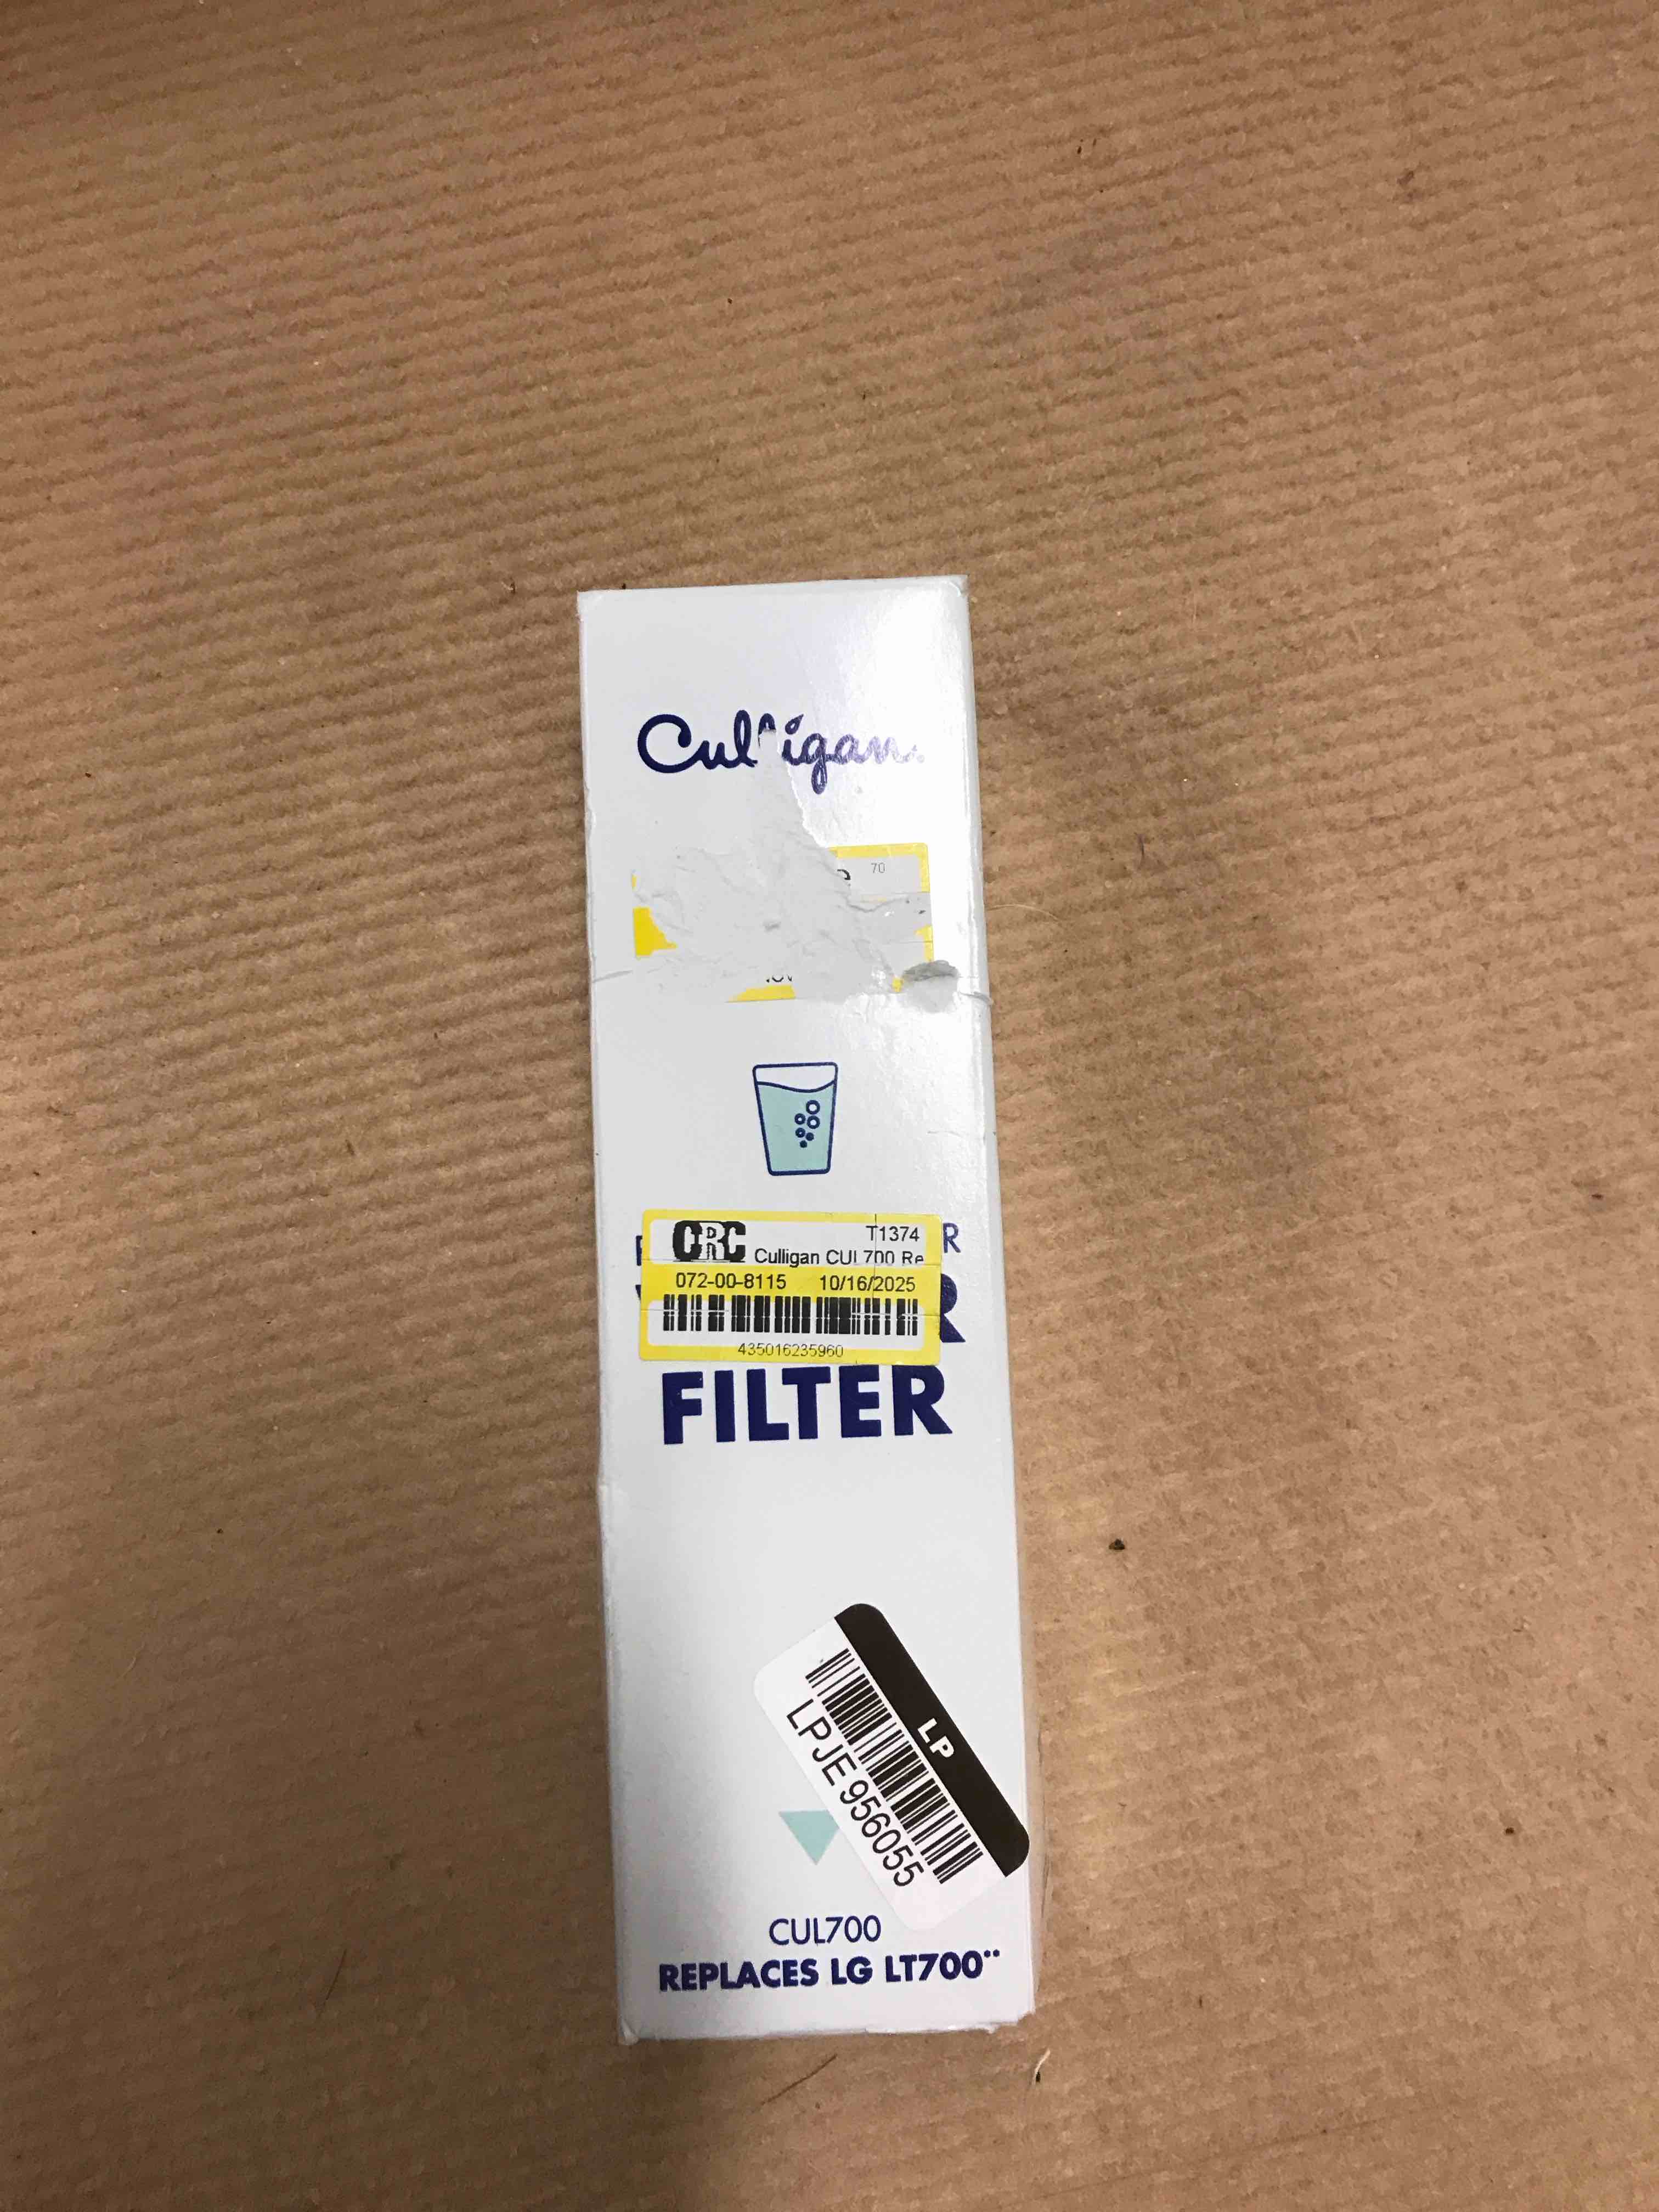 Culligan
70
CRC
T1374
Culligan CUL700 Re
072-00-8115 10/16/2025
435016235960
FILTER
LP
LPJE956055
CUL700
REPLACES LG LT700**